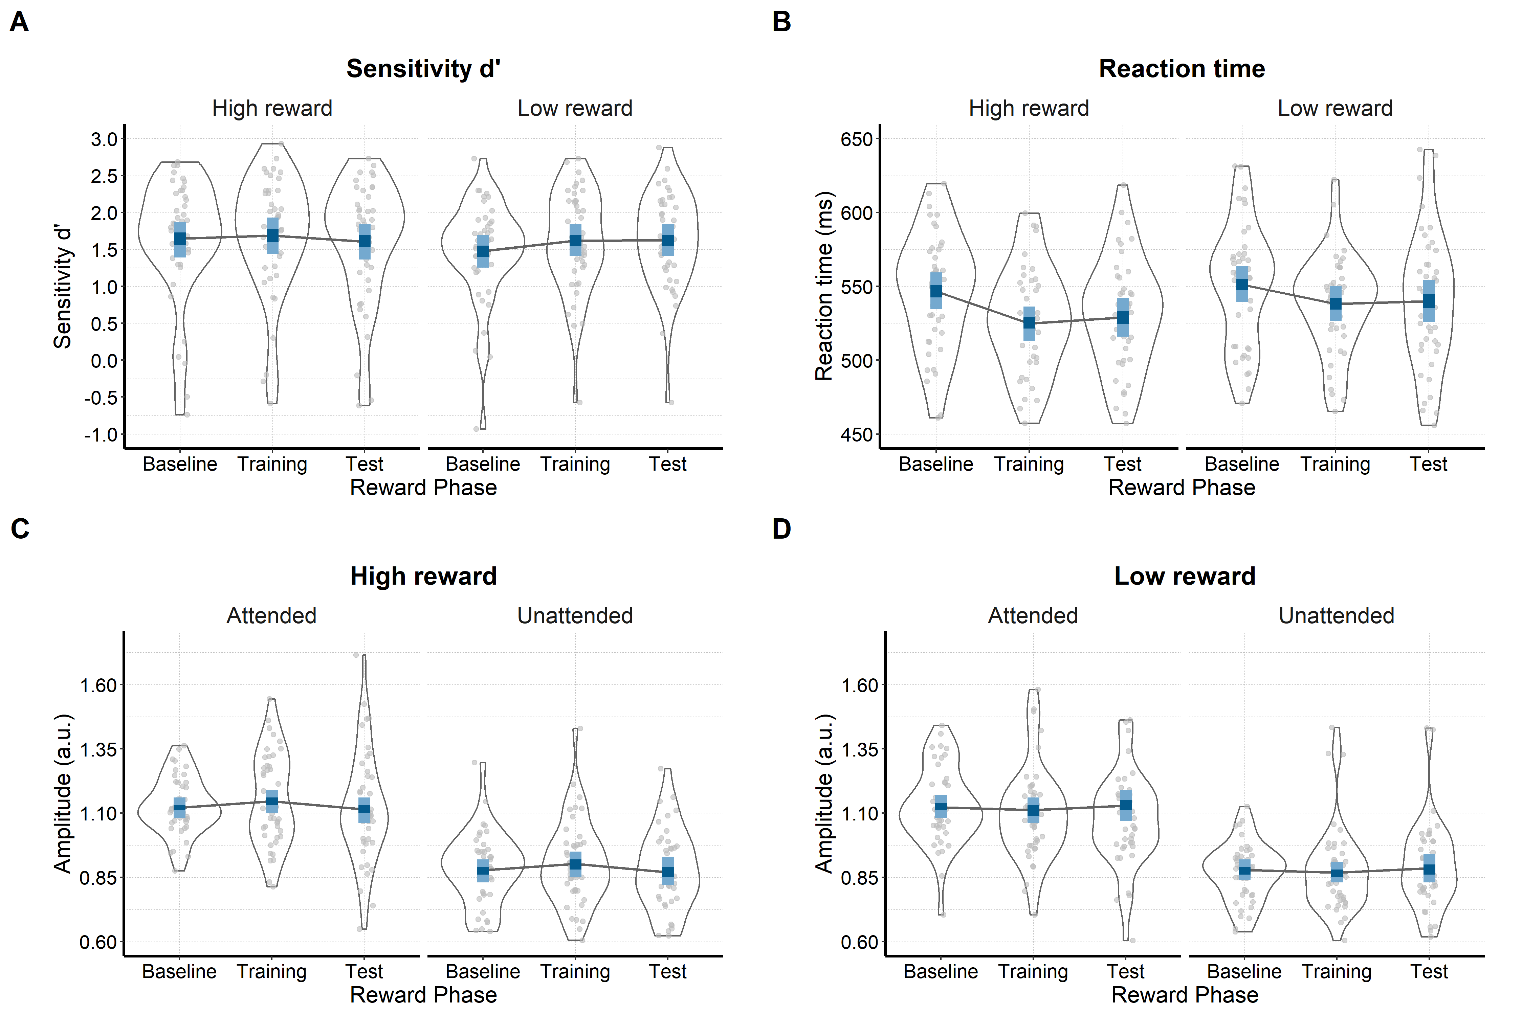 A
Sensitivity d'
High reward Low reward
3.0
2.5
2.0
1.5
1.0
0.5
0.0
-0.5
-1.0
Sensitivity d'
Baseline Training Test Baseline Training Test
Reward Phase
B
Reaction time
High reward Low reward
650
600
550
500
450
Reaction time (ms)
Baseline Training Test Baseline Training Test
Reward Phase
C
High reward
Attended Unattended
1.60
1.35
1.10
0.85
0.60
Amplitude (a.u.)
Baseline Training Test Baseline Training Test
Reward Phase
D
Low reward
Attended Unattended
1.60
1.35
1.10
0.85
0.60
Amplitude (a.u.)
Baseline Training Test Baseline Training Test
Reward Phase